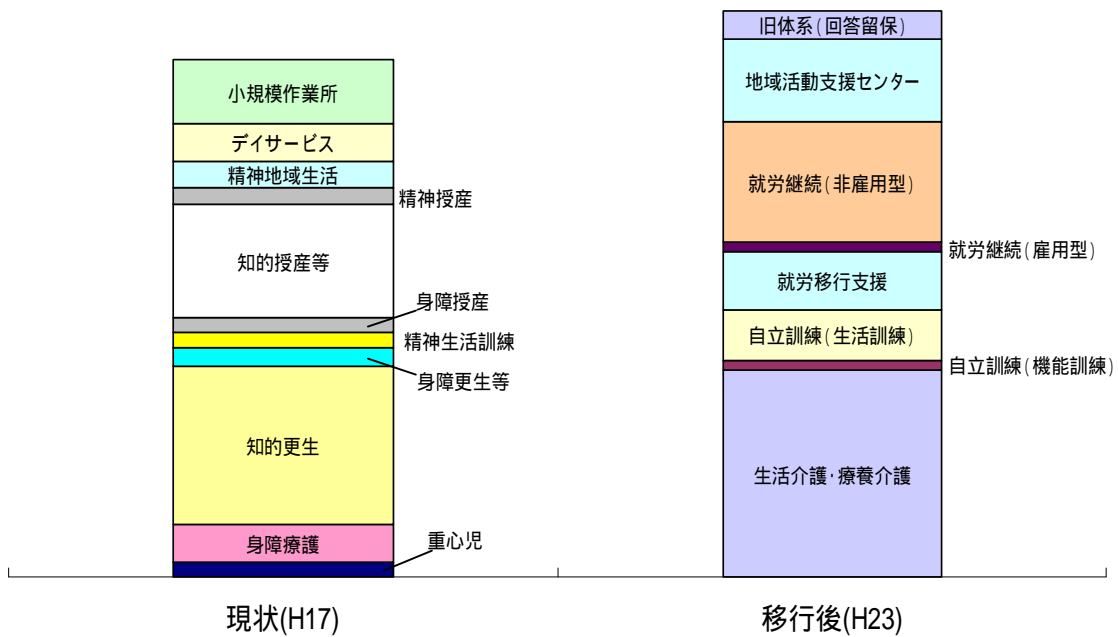 旧体系(回答留保)
小規模作業所
地域活動支援センター
デイサービス
精神地域生活
精神授産
就労継続(非雇用型)
知的授産等
就労継続(雇用型)
就労移行支援
身障授産
精神生活訓練
自立訓練(生活訓練)
身障更生等
自立訓練(機能訓練)
知的更生
生活介護・療養介護
身障療護
重心児
現状(H17)
移行後(H23)